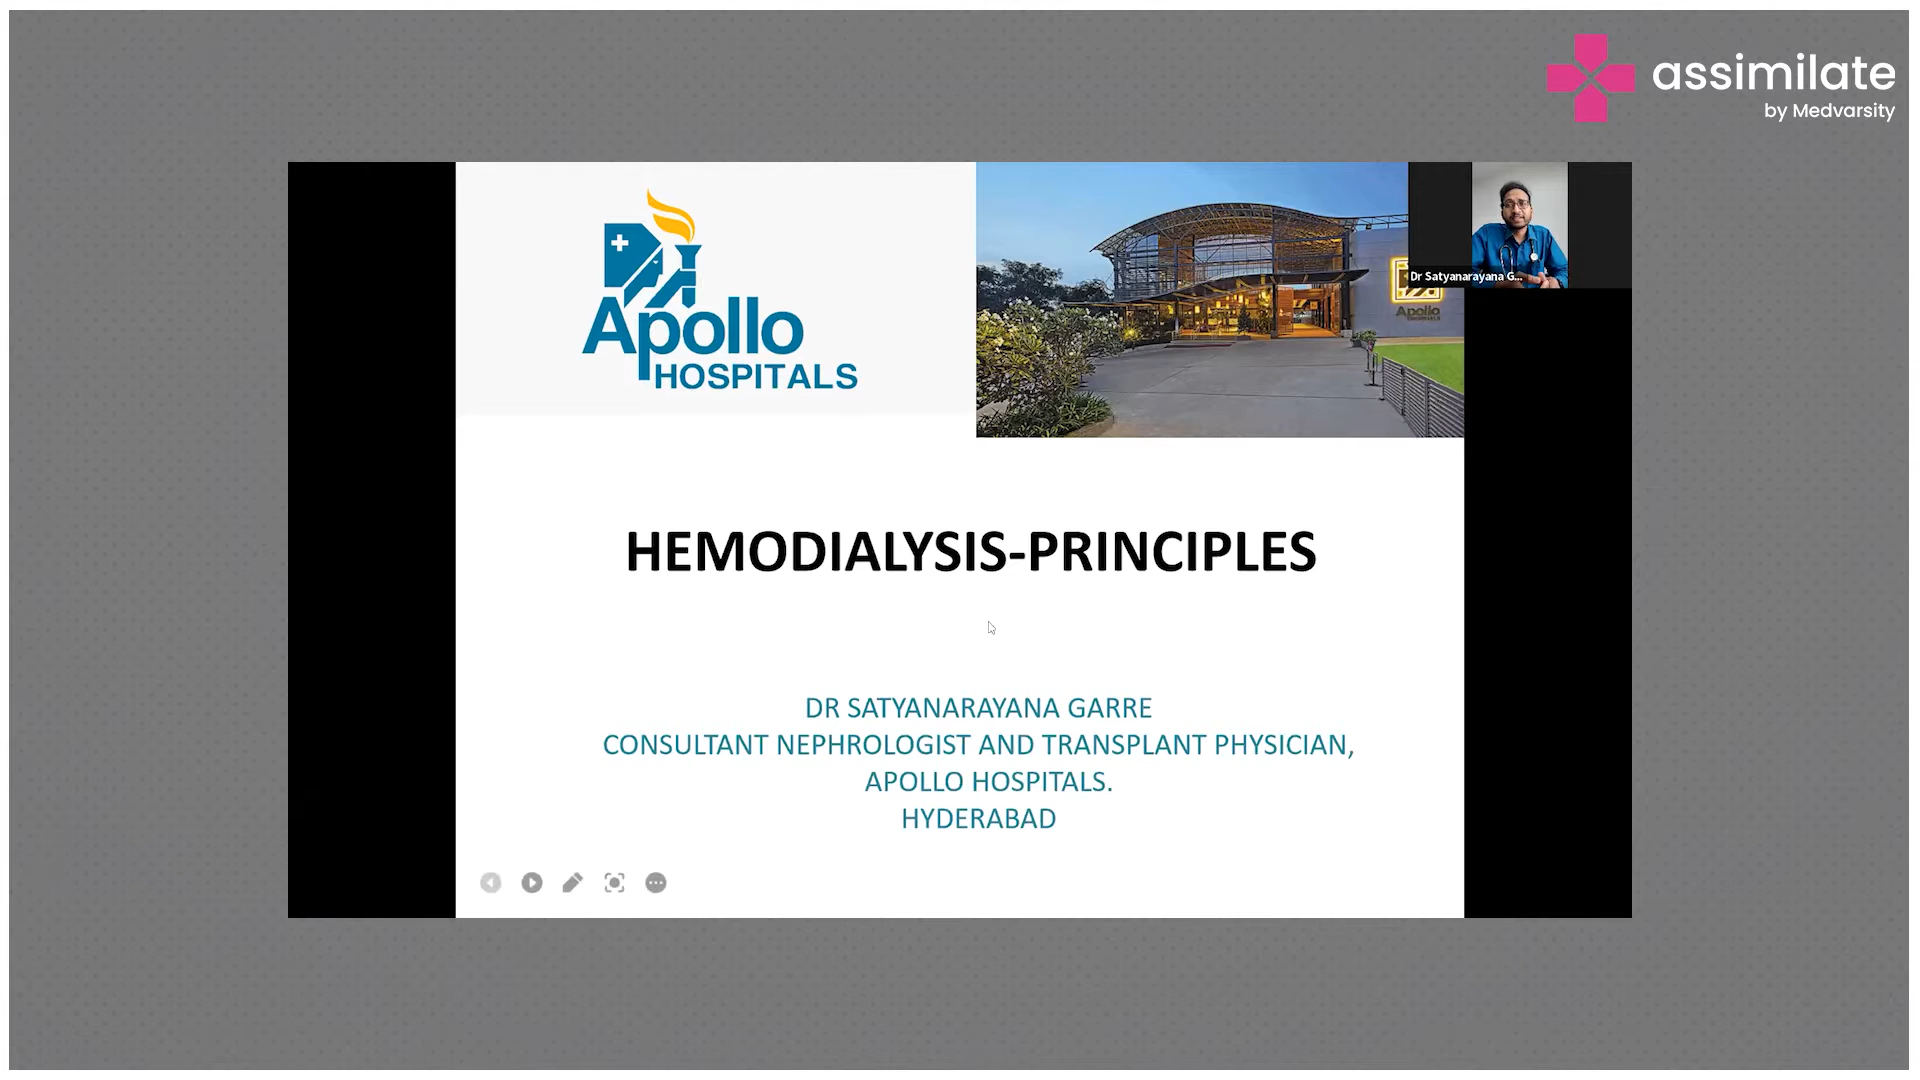 assimilate
by Medvarsity
Apollo
HOSPITALS
Dr Satyanarayana G...
Apollo
HOSPITALS
HEMODIALYSIS-PRINCIPLES
DR SATYANARAYANA GARRE
CONSULTANT NEPHROLOGIST AND TRANSPLANT PHYSICIAN,
APOLLO HOSPITALS.
HYDERABAD